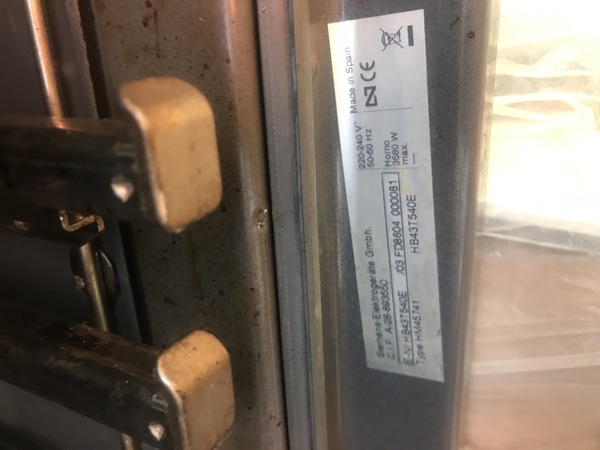 Siemens-Elektrogeräte Gmbh.
C.I.F. A-28-893550
E-Nr HB43T540E /03 FD8604 000081
Type HM45741 HB43T540E
220-240 V~
50-60 Hz
Horno
3580 W
max.
Made in Spain
CE